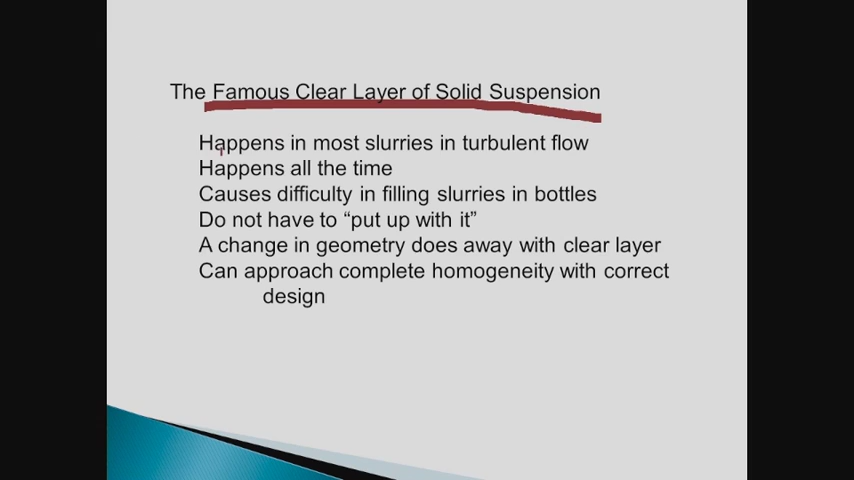 The Famous Clear Layer of Solid Suspension
Happens in most slurries in turbulent flow
Happens all the time
Causes difficulty in filling slurries in bottles
Do not have to “put up with it”
A change in geometry does away with clear layer
Can approach complete homogeneity with correct
design